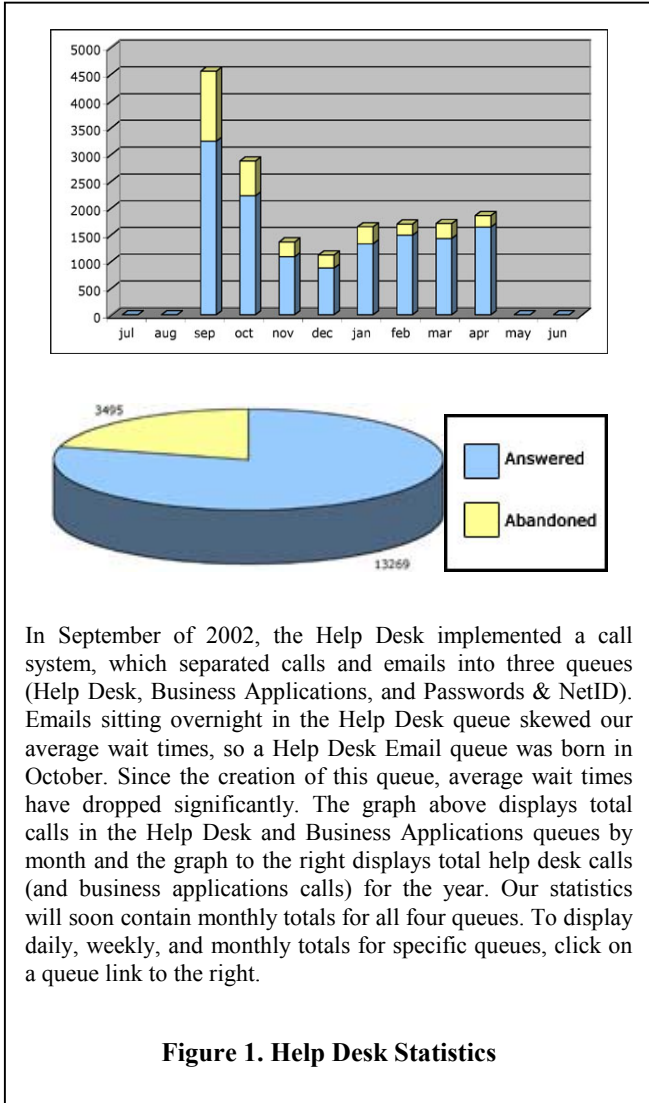 5000
4500
4000
3500
3000
2500
2000
1500
1000
500
0
jul aug sep oct nov dec jan feb mar apr may jun
3495
13269
Answered
Abandoned
In September of 2002, the Help Desk implemented a call
system, which separated calls and emails into three queues
(Help Desk, Business Applications, and Passwords & NetID).
Emails sitting overnight in the Help Desk queue skewed our
average wait times, so a Help Desk Email queue was born in
October. Since the creation of this queue, average wait times
have dropped significantly. The graph above displays total
calls in the Help Desk and Business Applications queues by
month and the graph to the right displays total help desk calls
(and business applications calls) for the year. Our statistics
will soon contain monthly totals for all four queues. To display
daily, weekly, and monthly totals for specific queues, click on
a queue link to the right.
Figure 1. Help Desk Statistics